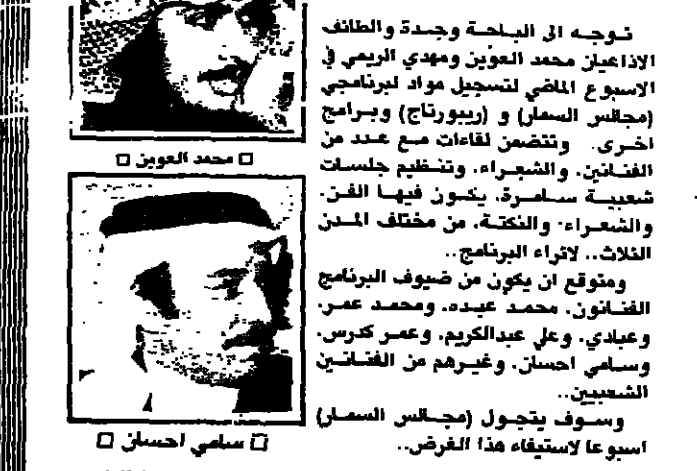 توجه الى الباحة وجدة والطائف
الاذاعيان محمد العوين ومهدي الريمي في
الاسبوع الماضي لتسجيل مواد لبرنامجي
(مجالس السمار) و (ريبورتاج) وبرامج
اخرى. وتتضمن لقاءات مع عدد من
الفنانين. والشعراء. وتنظيم جلسات
شعبية سامرة. يكون فيها الفن.
والشعراء. والنكتة. من مختلف المدن
الثلاث.. لاثراء البرنامج..
ومتوقع ان يكون من ضيوف البرنامج
الفنانون. محمد عبده. ومحمد عمر.
وعبادي. وعلي عبدالكريم. وعمر كدرس.
وسامي احسان. وغيرهم من الفنانين
الشعبيين..
وسوف يتجول (مجالس السمار)
اسبوعا لاستيفاء هذا الغرض..
□ محمد العوين □
□ سامي احسان □